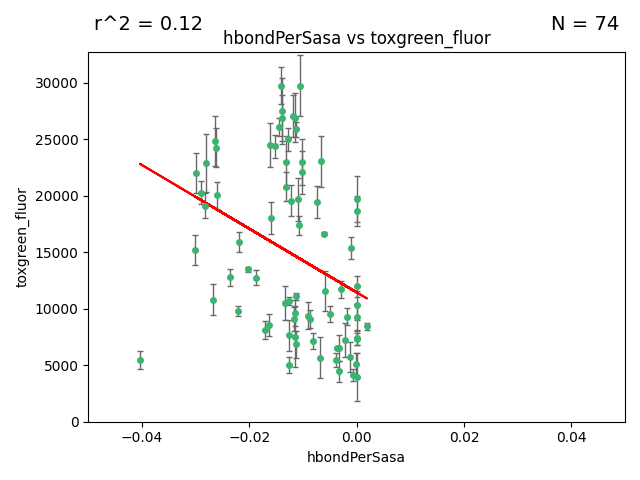 r^2 = 0.12
N = 74
hbondPerSasa vs toxgreen_fluor
30000
25000
20000
15000
10000
5000
0
toxgreen_fluor
−0.04
−0.02
0.00
0.02
0.04
hbondPerSasa